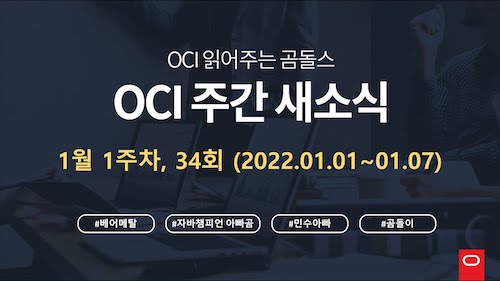 OCI 읽어주는 곰돌스
OCI 주간 새소식
1월 1주차, 34회 (2022.01.01~01.07)
#베어메탈 #자바챔피언 아빠곰 #민수아빠 #곰돌이